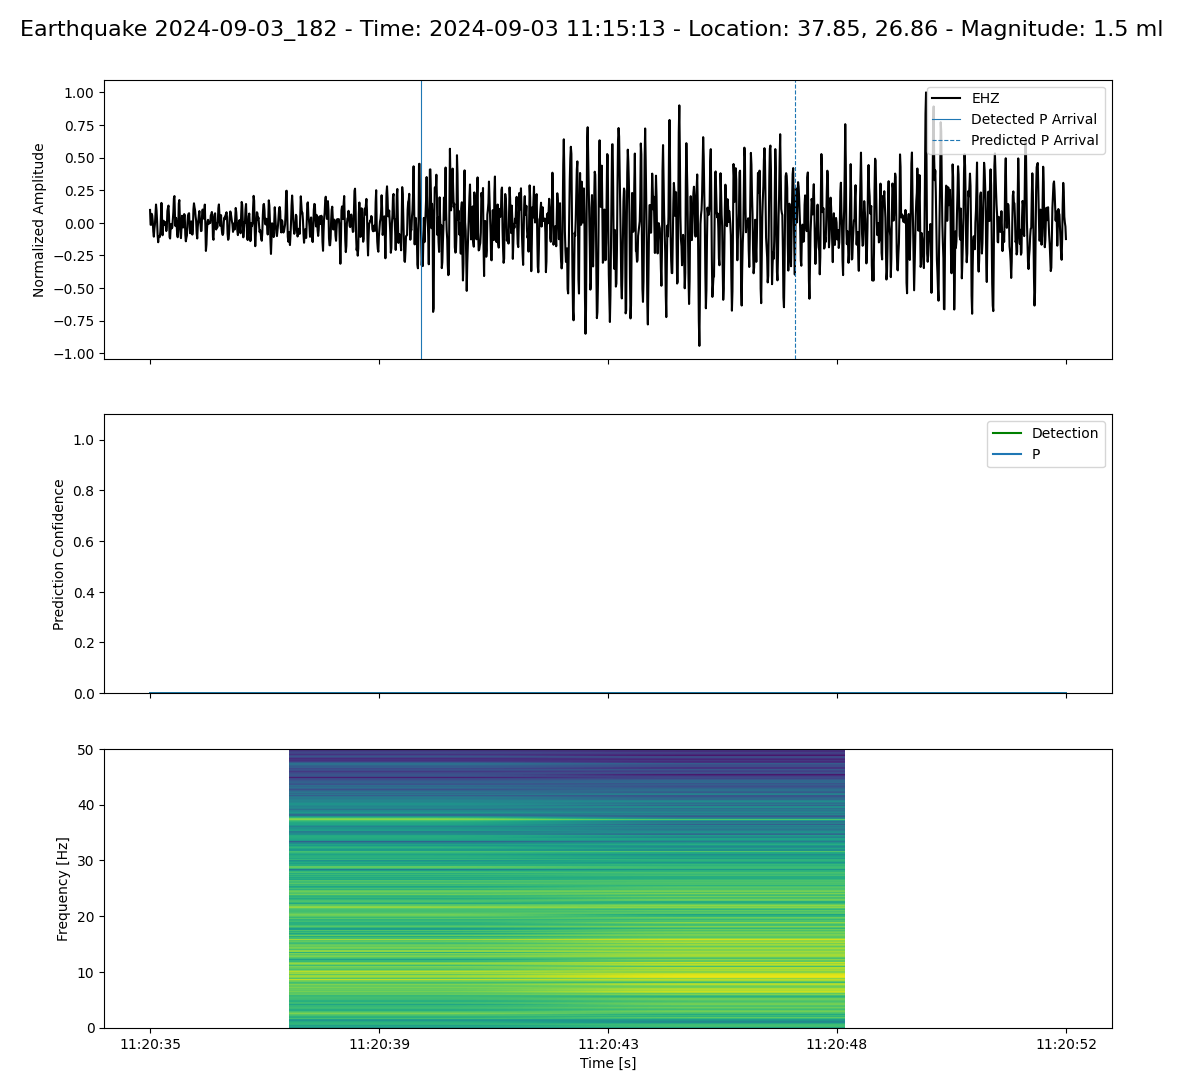 Earthquake 2024-09-03_182 - Time: 2024-09-03 11:15:13 - Location: 37.85, 26.86 - Magnitude: 1.5 ml
1.00
0.75
0.50
0.25
0.00
−0.25
−0.50
−0.75
−1.00
Normalized Amplitude
EHZ
Detected P Arrival
Predicted P Arrival
1.0
0.8
0.6
0.4
0.2
0.0
Prediction Confidence
Detection
P
50
40
30
20
10
0
Frequency [Hz]
11:20:35
11:20:39
11:20:43
11:20:48
11:20:52
Time [s]